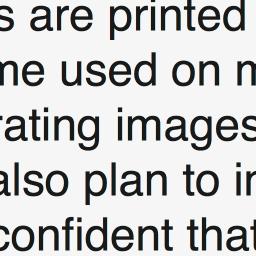 s are printed
me used on m
rating images
also plan to in
confident that